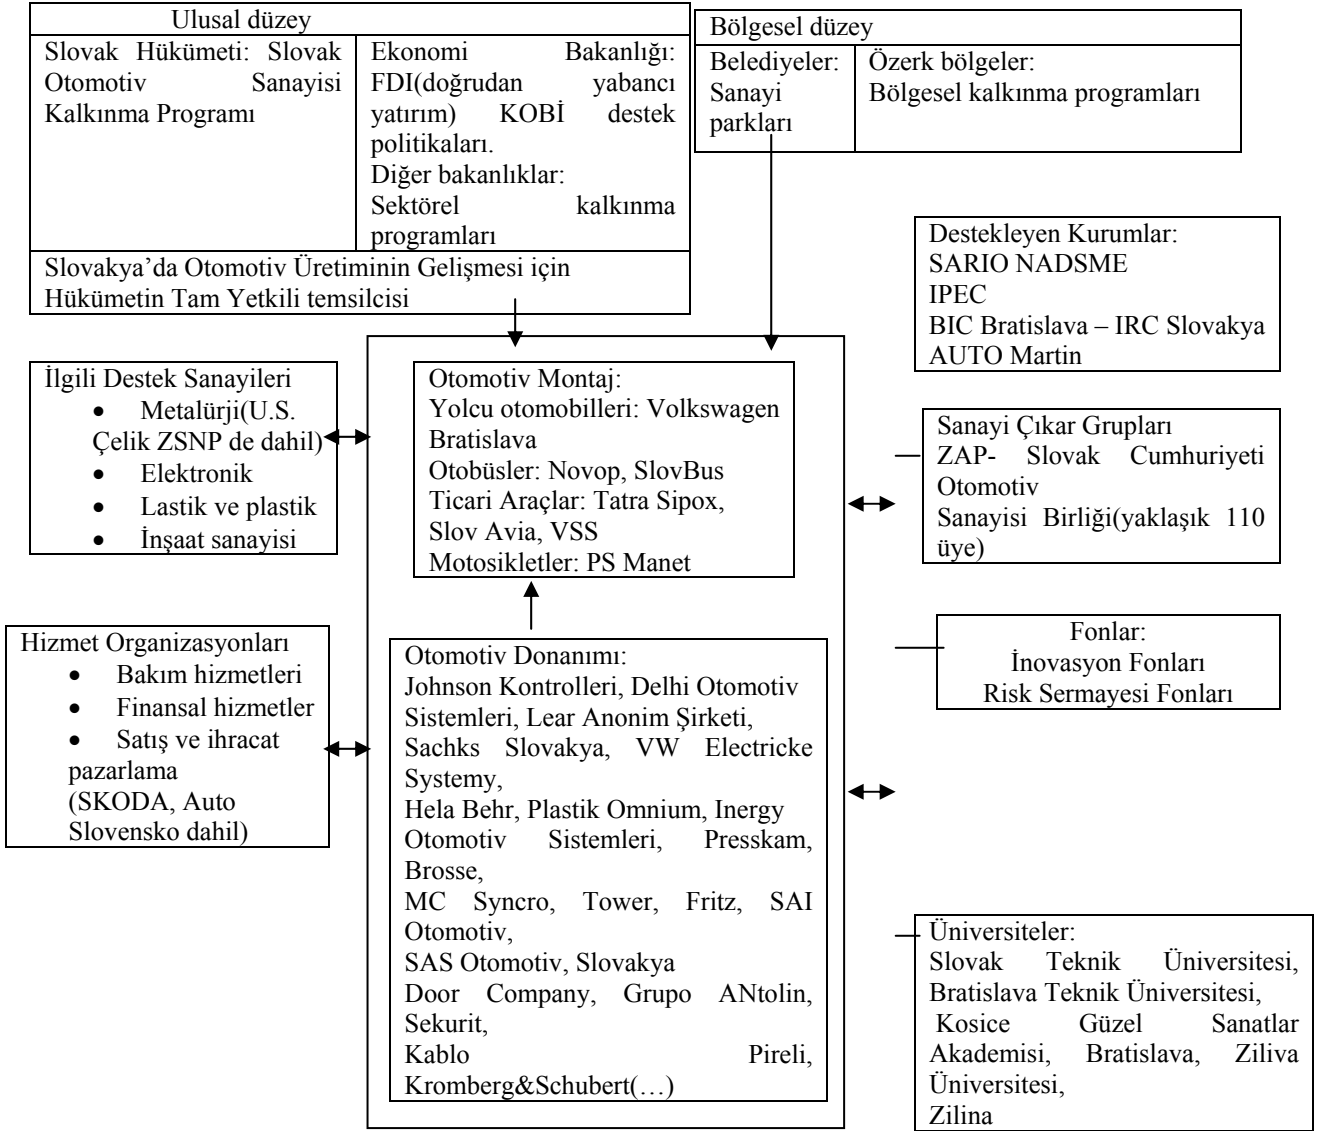 Ulusal düzey
Slovak Hükümeti: Slovak
Otomotiv Sanayisi
Kalkınma Programı
Ekonomi Bakanlığı:
FDI(doğrudan yabancı
yatırım) KOBİ destek
politikaları.
Diğer bakanlıklar:
Sektörel kalkınma
programları
Slovakya’da Otomotiv Üretiminin Gelişmesi için
Hükümetin Tam Yetkili temsilcisi
Bölgesel düzey
Belediyeler:
Sanayi
parkları
Özerk bölgeler:
Bölgesel kalkınma programları
Destekleyen Kurumlar:
SARIO NADSME
IPEC
BIC Bratislava – IRC Slovakya
AUTO Martin
İlgili Destek Sanayileri
• Metalürji(U.S.
Çelik ZSNP de dahil)
• Elektronik
• Lastik ve plastik
• İnşaat sanayisi
Otomotiv Montaj:
Yolcu otomobilleri: Volkswagen
Bratislava
Otobüsler: Novop, SlovBus
Ticari Araçlar: Tatra Sipox,
Slov Avia, VSS
Motosikletler: PS Manet
Sanayi Çıkar Grupları
ZAP- Slovak Cumhuriyeti
Otomotiv
Sanayisi Birliği(yaklaşık 110
üye)
Hizmet Organizasyonları
• Bakım hizmetleri
• Finansal hizmetler
• Satış ve ihracat
pazarlama
(SKODA, Auto
Slovensko dahil)
Otomotiv Donanımı:
Johnson Kontrolleri, Delhi Otomotiv
Sistemleri, Lear Anonim Şirketi,
Sachks Slovakya, VW Electricke
Systemy,
Hela Behr, Plastik Omnium, Inergy
Otomotiv Sistemleri, Presskam,
Brosse,
MC Syncro, Tower, Fritz, SAI
Otomotiv,
SAS Otomotiv, Slovakya
Door Company, Grupo ANtolin,
Sekurit,
Kablo Pireli,
Kromberg&Schubert(…)
Fonlar:
İnovasyon Fonları
Risk Sermayesi Fonları
Üniversiteler:
Slovak Teknik Üniversitesi,
Bratislava Teknik Üniversitesi,
Kosice Güzel Sanatlar
Akademisi, Bratislava, Ziliva
Üniversitesi,
Zilina